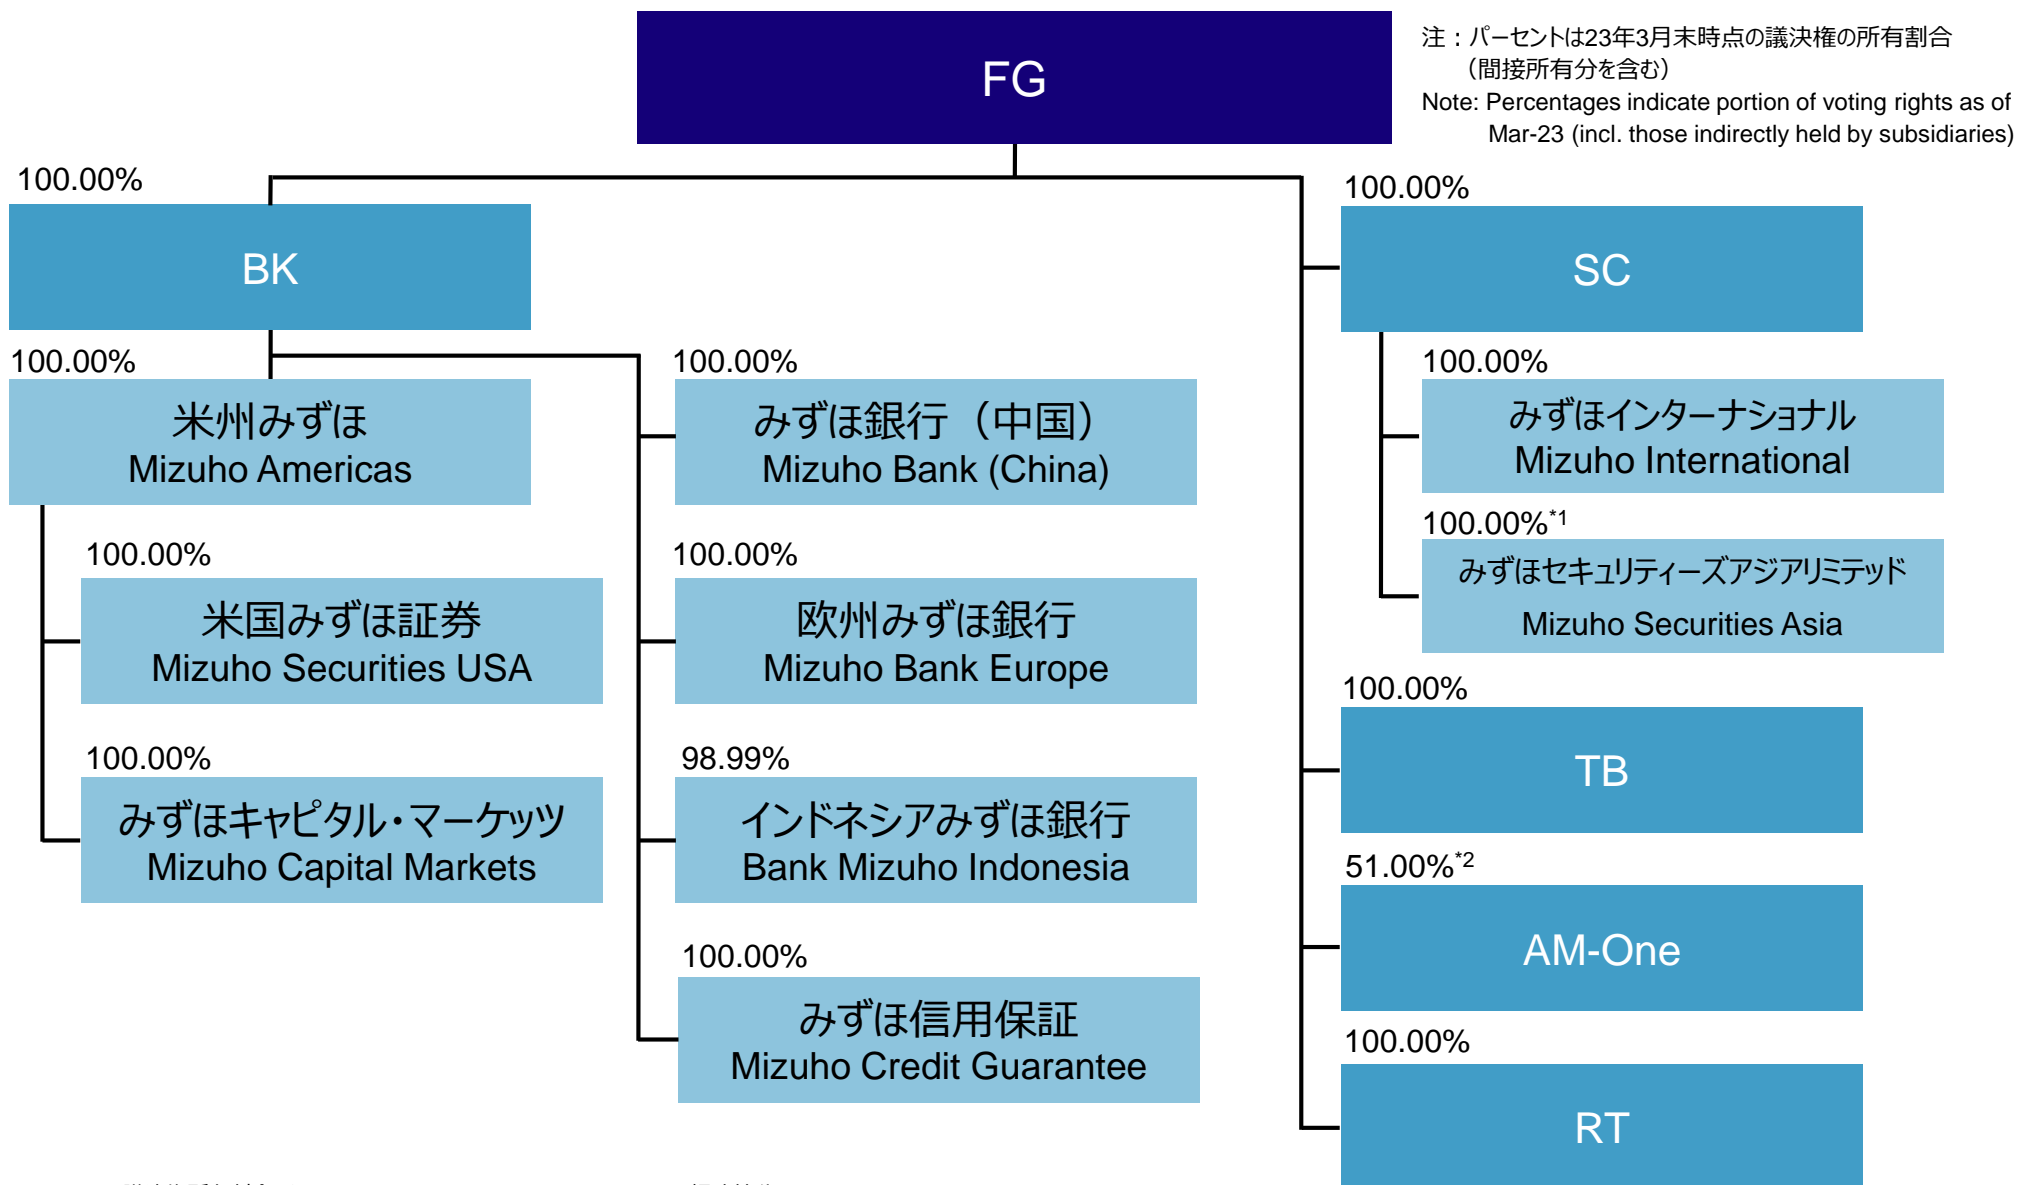 FG
注：パーセントは23年3月末時点の議決権の所有割合
（間接所有分を含む）
Note: Percentages indicate portion of voting rights as of
Mar-23 (incl. those indirectly held by subsidiaries)
100.00%
BK
100.00%
米州みずほ
Mizuho Americas
100.00%
米国みずほ証券
Mizuho Securities USA
100.00%
みずほキャピタル・マーケッツ
Mizuho Capital Markets
100.00%
みずほ銀行（中国）
Mizuho Bank (China)
100.00%
欧州みずほ銀行
Mizuho Bank Europe
98.99%
インドネシアみずほ銀行
Bank Mizuho Indonesia
100.00%
みずほ信用保証
Mizuho Credit Guarantee
100.00%
SC
100.00%
みずほインターナショナル
Mizuho International
100.00%*1
みずほセキュリティーズアジアリミテッド
Mizuho Securities Asia
100.00%
TB
51.00%*2
AM-One
100.00%
RT